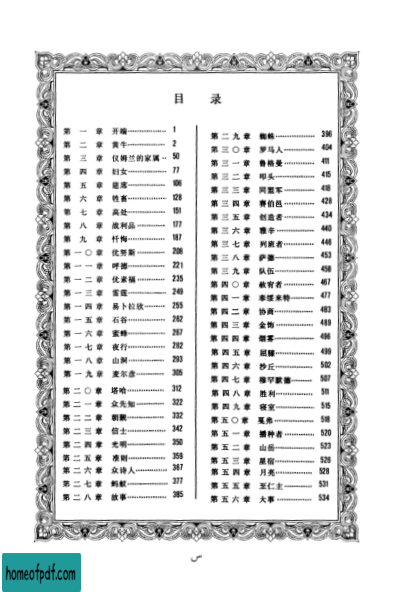 目 录
第 一 章 开端 1
第 二 章 黄牛 2
第 三 章 仪姆兰的家属 50
第 四 章 妇女 77
第 五 章 筵席 106
第 六 章 牲畜 128
第 七 章 高处 151
第 八 章 战利品 177
第 九 章 忏悔 187
第 一〇 章 优努斯 208
第 一一 章 呼德 221
第 一二 章 优素福 235
第 一三 章 雷霆 249
第 一四 章 易卜拉欣 255
第 一五 章 石谷 262
第 一六 章 蜜蜂 267
第 一七 章 夜行 282
第 一八 章 山洞 293
第 一九 章 麦尔彦 305
第 二〇 章 塔哈 312
第 二一 章 众先知 322
第 二二 章 朝觐 332
第 二三 章 信士 342
第 二四 章 光明 350
第 二五 章 准则 359
第 二六 章 众诗人 367
第 二七 章 蚂蚁 377
第 二八 章 故事 385
第 二九 章 蜘蛛 396
第 三〇 章 罗马人 404
第 三一 章 鲁格曼 411
第 三二 章 叩头 415
第 三三 章 同盟军 418
第 三四 章 赛伯邑 428
第 三五 章 创造者 434
第 三六 章 雅辛 440
第 三七 章 列班者 446
第 三八 章 萨德 453
第 三九 章 队伍 458
第 四〇 章 赦宥者 467
第 四一 章 奉绥来特 477
第 四二 章 协商 483
第 四三 章 金饰 489
第 四四 章 烟雾 496
第 四五 章 屈膝 499
第 四六 章 沙丘 502
第 四七 章 穆罕默德 507
第 四八 章 胜利 511
第 四九 章 寝室 515
第 五〇 章 戛弗 518
第 五一 章 播种者 520
第 五二 章 山岳 523
第 五三 章 星宿 526
第 五四 章 月亮 528
第 五五 章 至仁主 531
第 五六 章 大事 534
س
homeofpdf.com